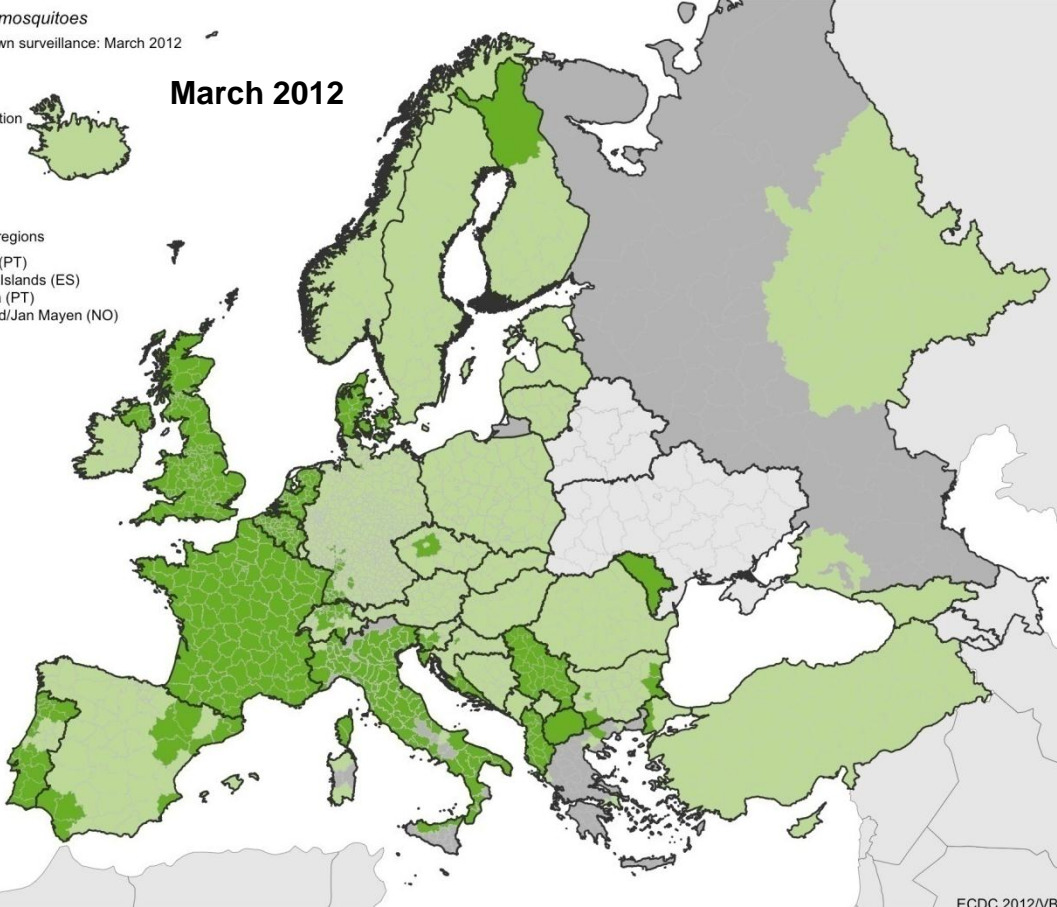 mosquitoes
wn surveillance: March 2012
March 2012
tion
regions
(PT)
Islands (ES)
(PT)
d/Jan Mayen (NO)
ECDC 2012/VB